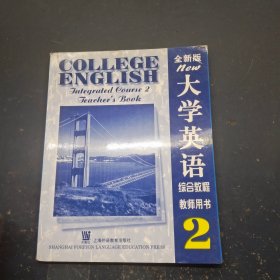 COLLEGE
ENGLISH
Integrated Course 2
Teacher's Book
全新版
New
大学英语
综合教程
教师用书
2
上海外语教育出版社
SHANGHAI FOREIGN LANGUAGE EDUCATION PRESS